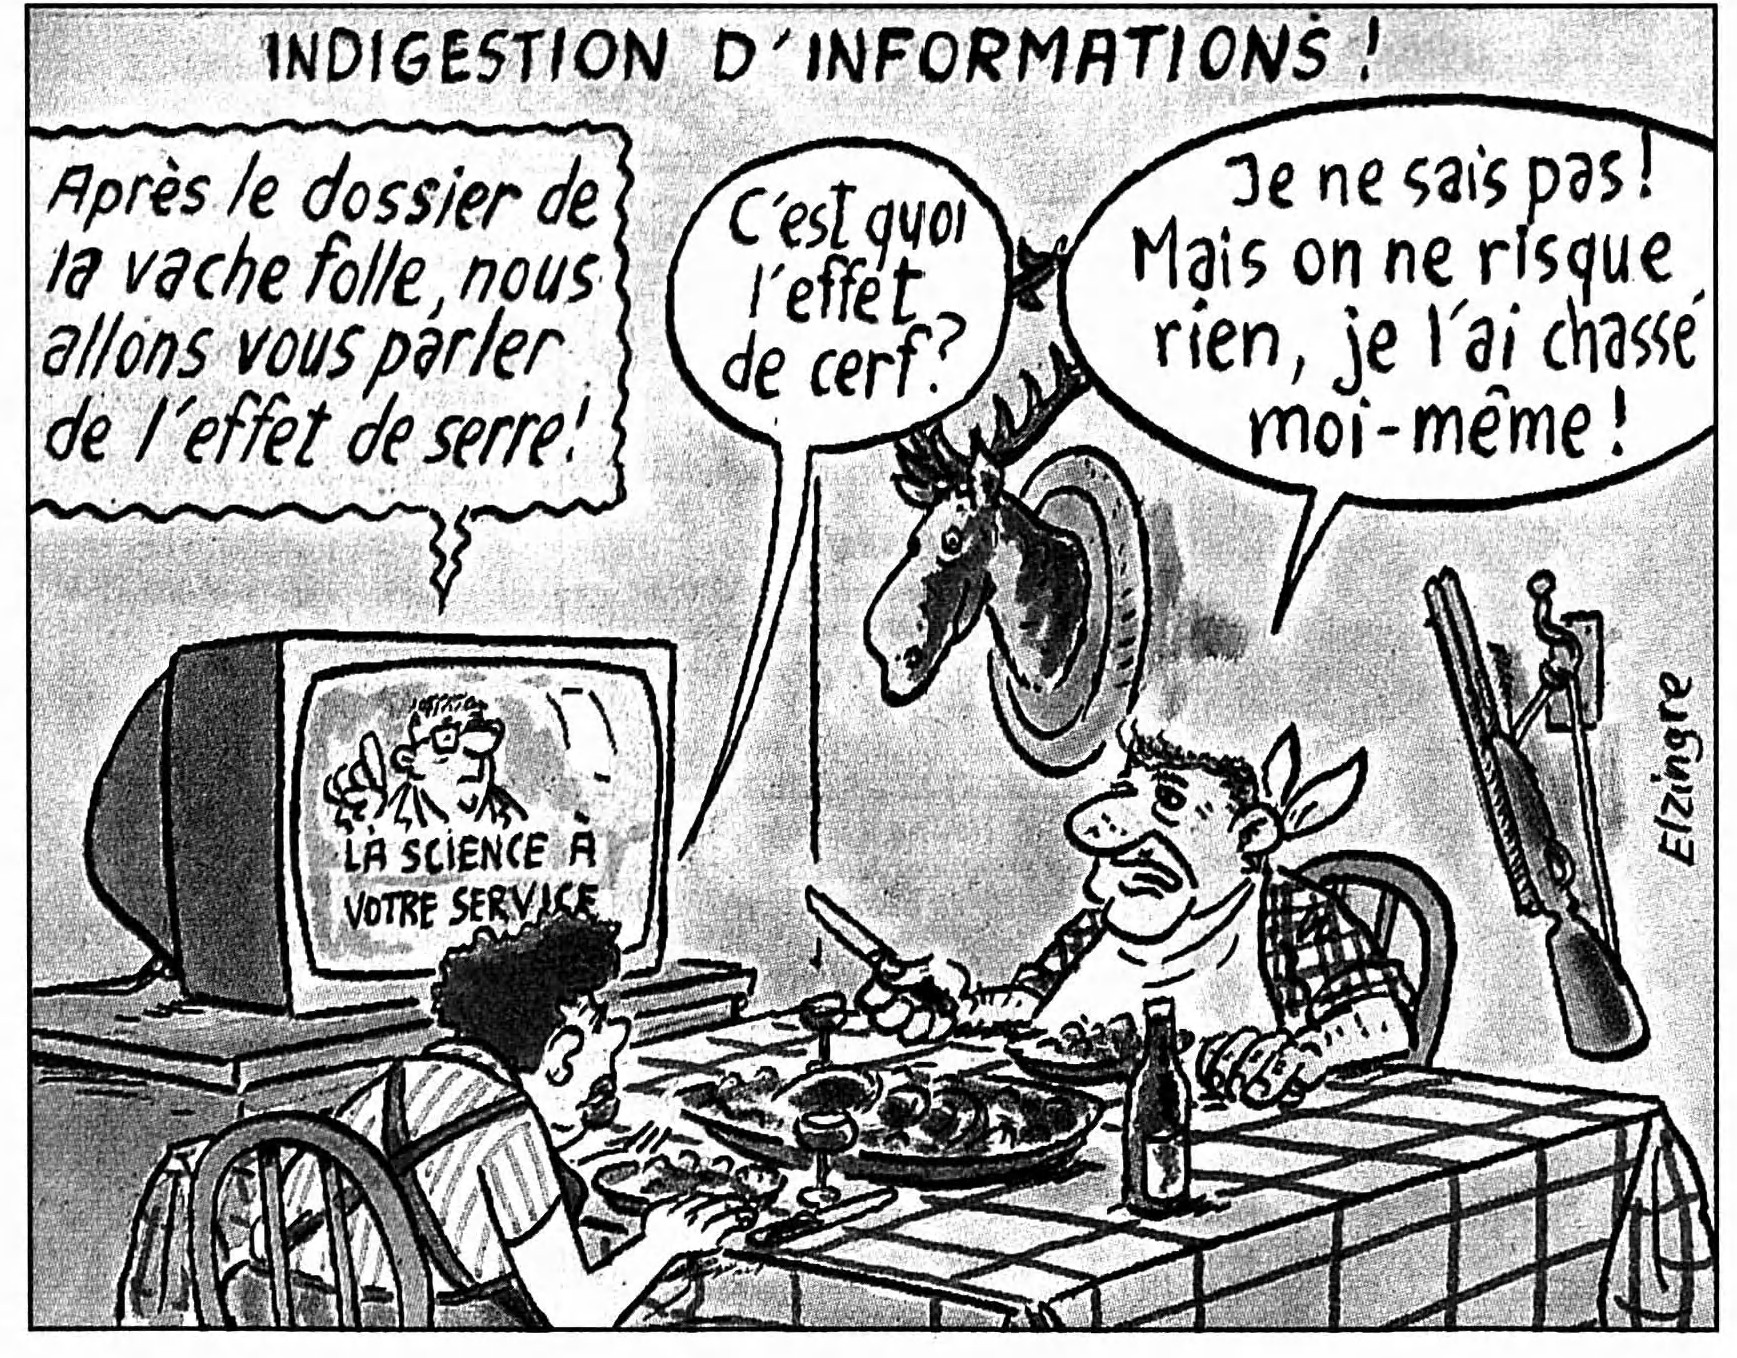 INDIGESTION D'INFORMATIONS !
Après le dossier de
la vache folle, nous
allons vous parler
de l'effet de serre!
C'est quoi
l'effet
de cerf?
Je ne sais pas!
Mais on ne risque
rien, je l'ai chassé
moi-même!
LA SCIENCE À
VOTRE SERVICE
Elzingre